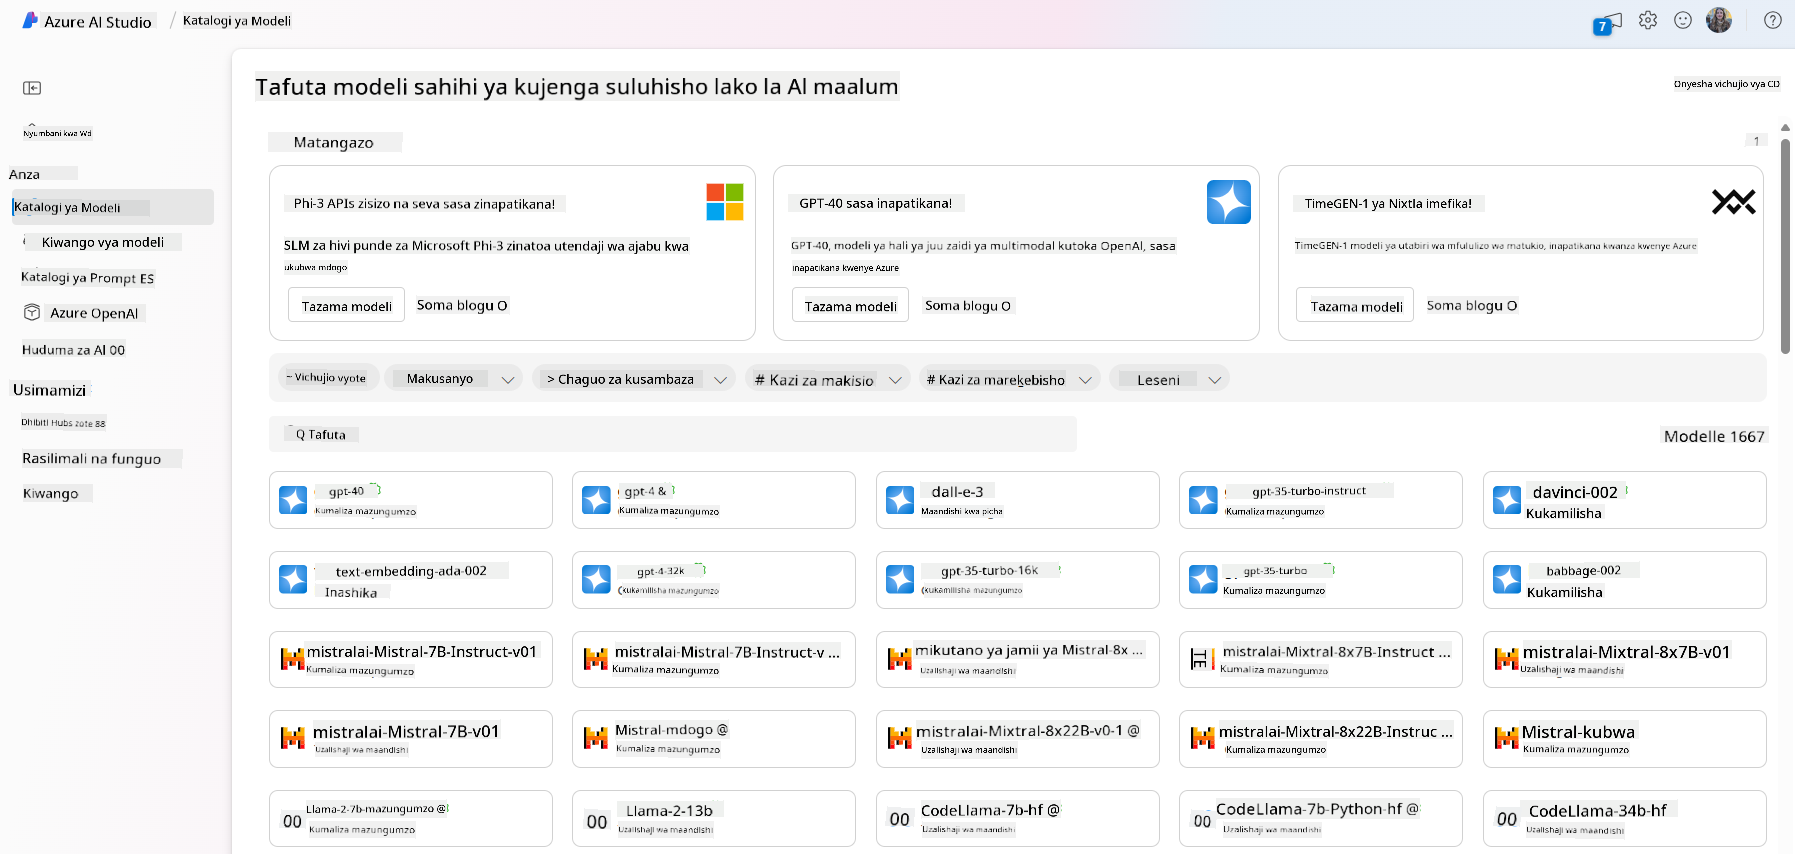 Azure AI Studio / Katalogi ya Modeli
7
Nyumbani kwa Wd
Anza
Katalogi ya Modeli
Kiwango vya modeli
Katalogi ya Prompt ES
Azure OpenAI
Huduma za AI 00
Usimamizi
Dhibiti Hubs zote 88
Rasilimali na funguo
Kiwango
Tafuta modeli sahihi ya kujenga suluhisho lako la AI maalum
Onyesha vichujio vya CD
Matangazo
1
Phi-3 APIs zisizo na seva sasa zinapatikana!
SLM za hivi punde za Microsoft Phi-3 zinatoa utendaji wa ajabu kwa
ukubwa mdogo
Tazama modeli Soma blogu O
GPT-40 sasa inapatikana!
GPT-40, modeli ya hali ya juu zaidi ya multimodal kutoka OpenAI, sasa
inapatikana kwenye Azure
Tazama modeli Soma blogu O
TimeGEN-1 ya Nixtla imefika!
TimeGEN-1 modeli ya utabiri wa mfululizo wa matukio, inapatikana kwanza kwenye Azure
Tazama modeli Soma blogu O
~ Vichujio vyote Makusanyo > Chaguo za kusambaza # Kazi za makisio # Kazi za marekebisho Leseni
Q Tafuta
Modelle 1667
gpt-40
Kumaliza mazungumzo
gpt-4 &
Kumaliza mazungumzo
dall-e-3
Maandishi kwa picha
gpt-35-turbo-instruct
Kumaliza mazungumzo
davinci-002
Kukamilisha
text-embedding-ada-002
Inashika
gpt-4-32k
(kukamilisha mazungumzo
gpt-35-turbo-16k
(kukamilisha mazungumzo
gpt-35-turbo
Kumaliza mazungumzo
babbage-002
Kukamilisha
mistralai-Mistral-7B-Instruct-v01
Kumaliza mazungumzo
mistralai-Mistral-7B-Instruct-v ...
Kumaliza mazungumzo
mikutano ya jamii ya Mistral-8x ...
Uzalishaji wa maandishi
mistralai-Mixtral-8x7B-Instruct ...
Kumaliza mazungumzo
mistralai-Mixtral-8x7B-v01
Uzalishaji wa maandishi
mistralai-Mistral-7B-v01
Uzalishaji wa maandishi
Mistral-mdogo @
Kumaliza mazungumzo
mistralai-Mixtral-8x22B-v0-1 @
Uzalishaji wa maandishi
mistralai-Mixtral-8x22B-Instruc ...
Kumaliza mazungumzo
Mistral-kubwa
Kumaliza mazungumzo
00 Llama-2-7b-mazungumzo @
Kumaliza mazungumzo
00 Llama-2-13b
Uzalishaji wa maandishi
00 CodeLlama-7b-hf @
Uzalishaji wa maandishi
00 CodeLlama-7b-Python-hf @
Uzalishaji wa maandishi
00 CodeLlama-34b-hf
Uzalishaji wa maandishi